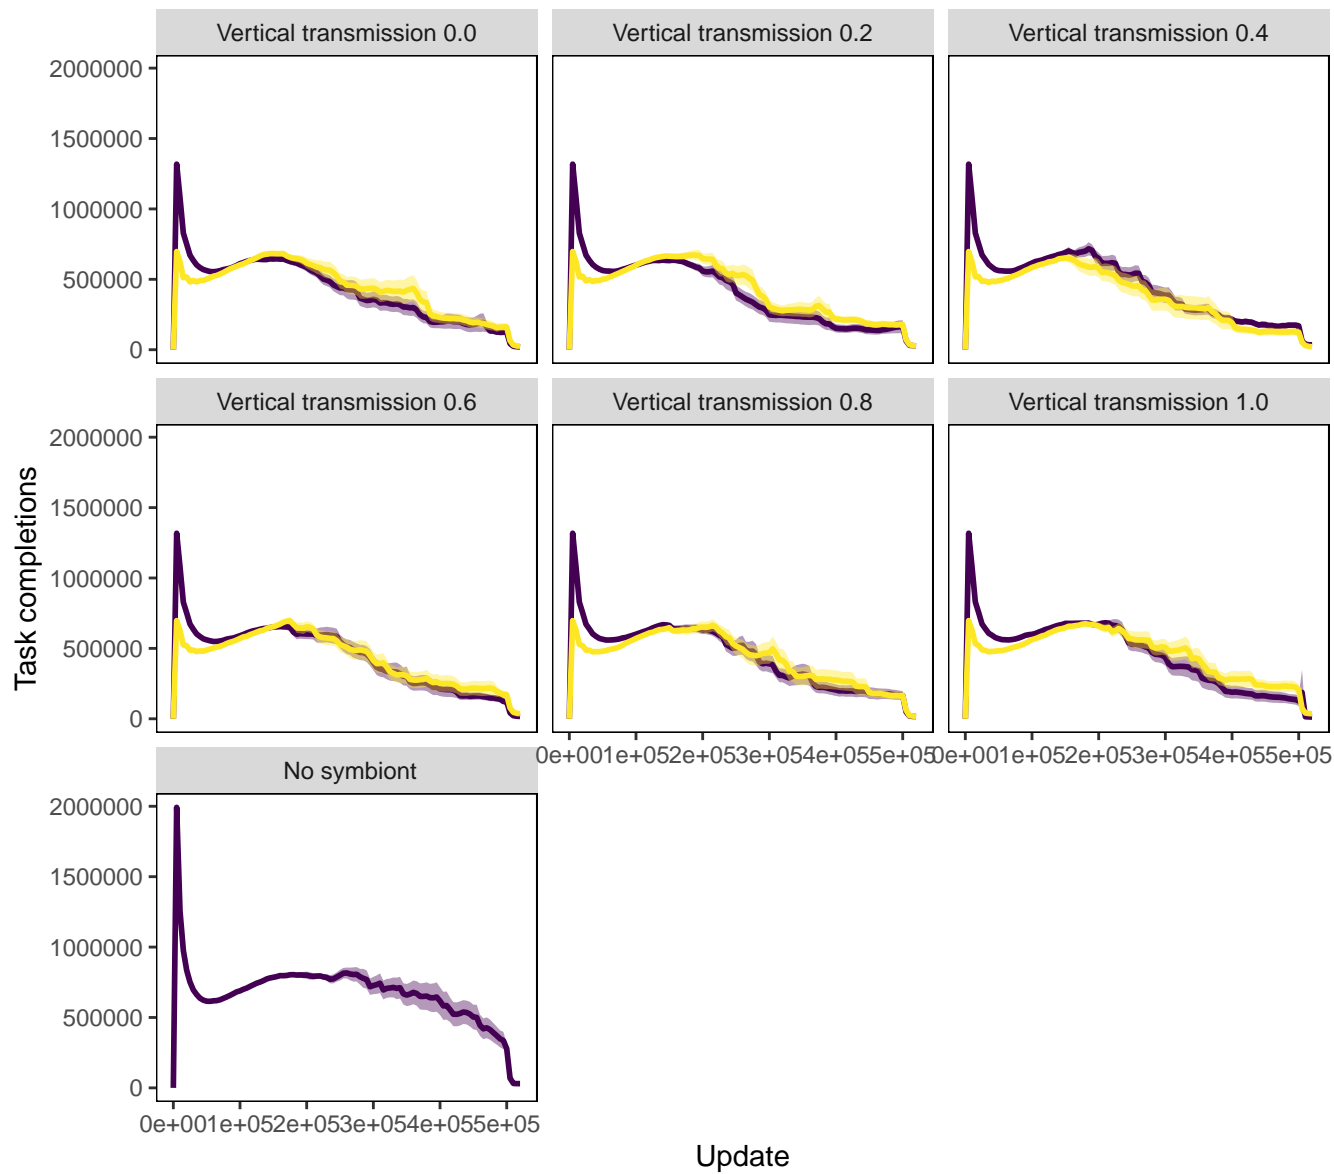 Vertical transmission 0.0
Vertical transmission 0.2
Vertical transmission 0.4
2000000
1500000
1000000
500000
0
Vertical transmission 0.6
Vertical transmission 0.8
Vertical transmission 1.0
2000000
1500000
1000000
500000
0
Task completions
0e+001e+052e+053e+054e+055e+05
0e+001e+052e+053e+054e+055e+05
No symbiont
2000000
1500000
1000000
500000
0
0e+001e+052e+053e+054e+055e+05
Update